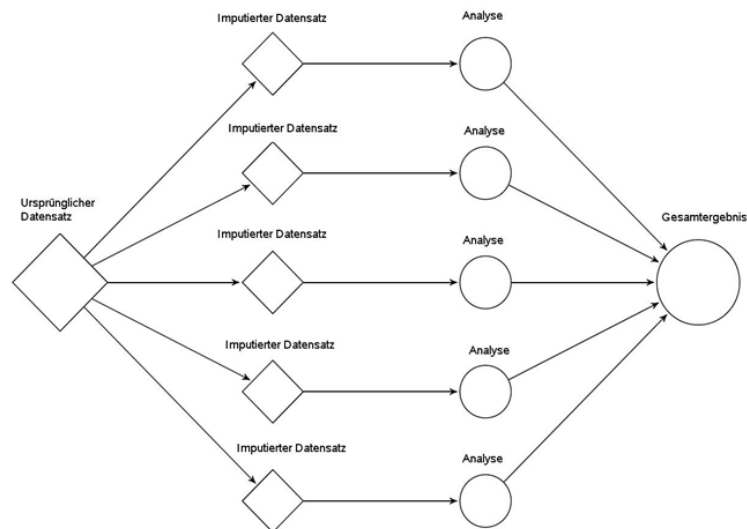 Imputierter Datensatz
Analyse
Imputierter Datensatz
Analyse
Ursprünglicher
Datensatz
Gesamtergebnis
Imputierter Datensatz
Analyse
Imputierter Datensatz
Analyse
Imputierter Datensatz
Analyse